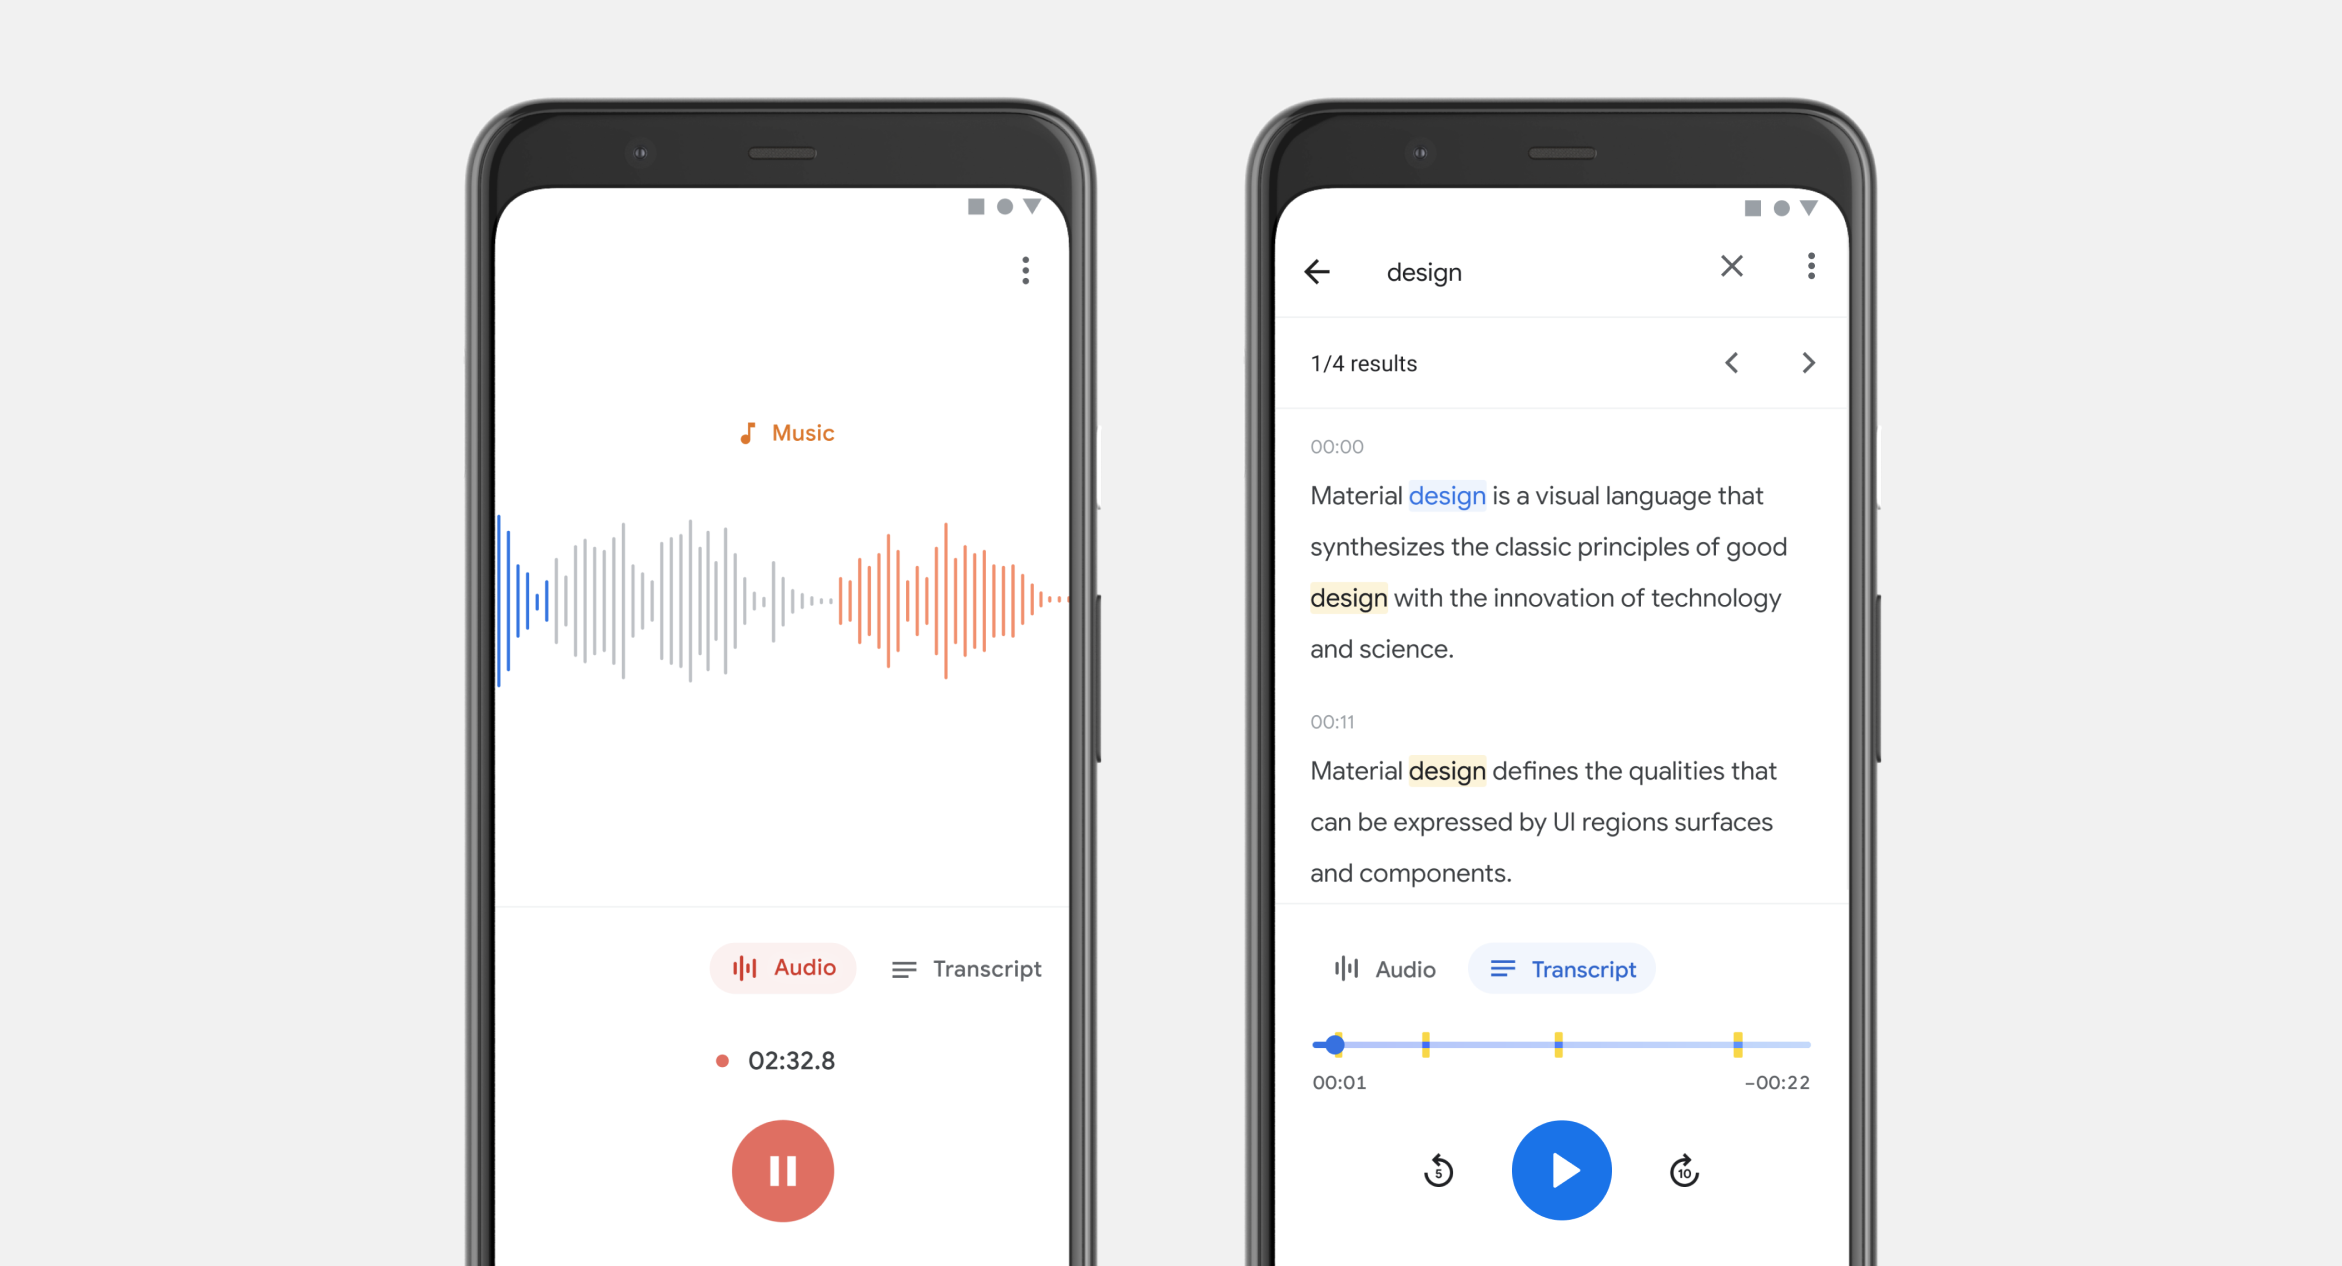 Music
Audio
Transcript
02:32.8
design
1/4 results
00:00
Material design is a visual language that
synthesizes the classic principles of good
design with the innovation of technology
and science.
00:11
Material design defines the qualities that
can be expressed by UI regions surfaces
and components.
Audio
Transcript
00:01
-00:22
5
10